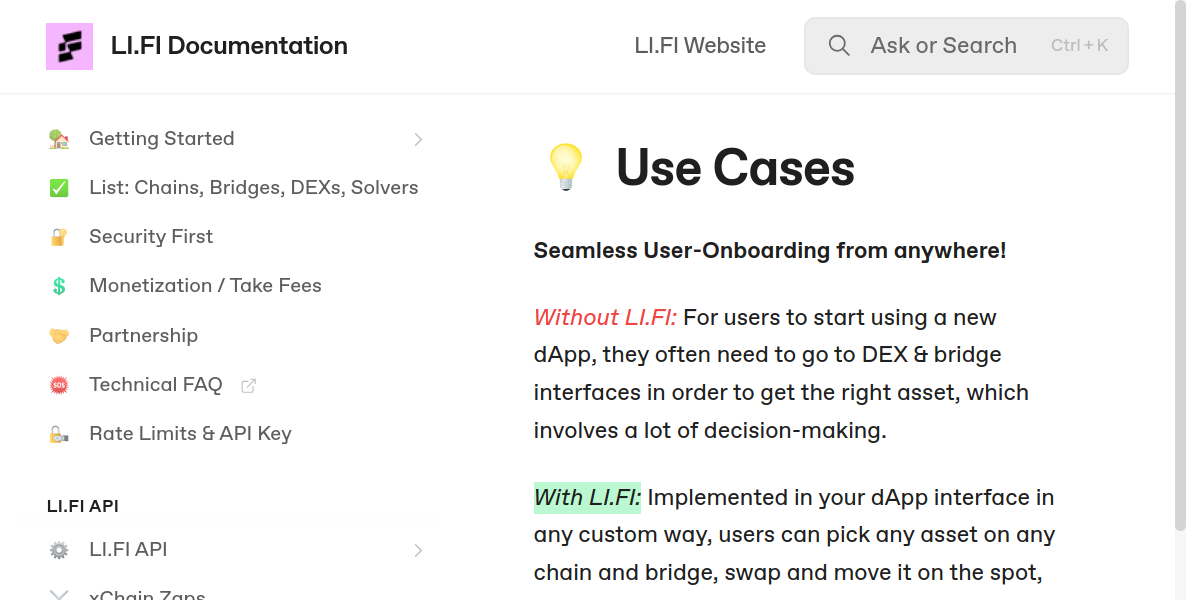 LI.FI Documentation
LI.FI Website
Ask or Search
Ctrl + K
Getting Started
List: Chains, Bridges, DEXs, Solvers
Security First
Monetization / Take Fees
Partnership
Technical FAQ
Rate Limits & API Key
LI.FI API
LI.FI API
xChain Zaps
Use Cases
Seamless User-Onboarding from anywhere!
Without LI.FI: For users to start using a new
dApp, they often need to go to DEX & bridge
interfaces in order to get the right asset, which
involves a lot of decision-making.
With LI.FI: Implemented in your dApp interface in
any custom way, users can pick any asset on any
chain and bridge, swap and move it on the spot,